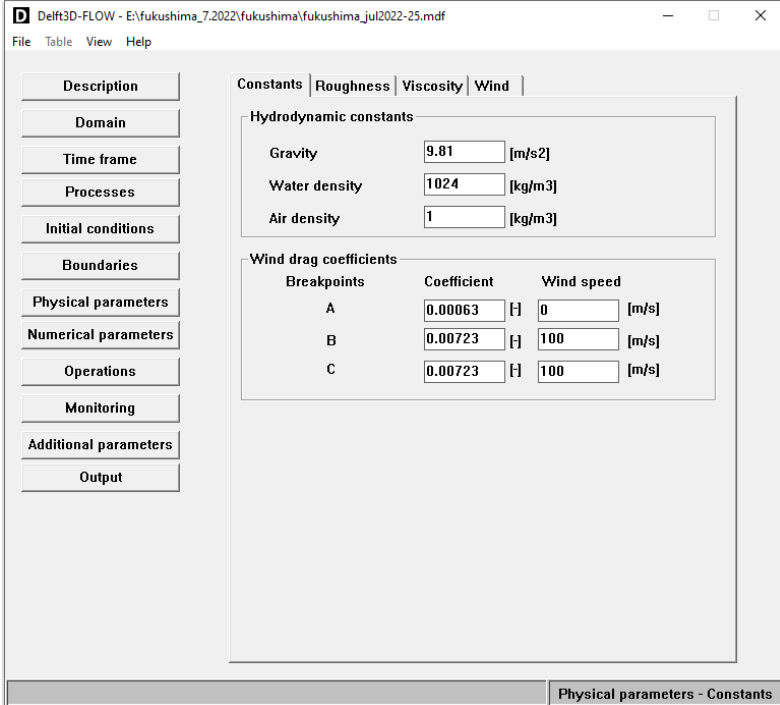 D Delft3D-FLOW - E:\fukushima_7.2022\fukushima\fukushima_jul2022-25.mdf
File Table View Help
Description
Domain
Time frame
Processes
Initial conditions
Boundaries
Physical parameters
Numerical parameters
Operations
Monitoring
Additional parameters
Output
Constants Roughness Viscosity Wind
Hydrodynamic constants
Gravity 9.81 [m/s2]
Water density 1024 [kg/m3]
Air density 1 [kg/m3]
Wind drag coefficients
Breakpoints Coefficient Wind speed
A 0.00063 [-] 0 [m/s]
B 0.00723 [-] 100 [m/s]
C 0.00723 [-] 100 [m/s]
Physical parameters - Constants